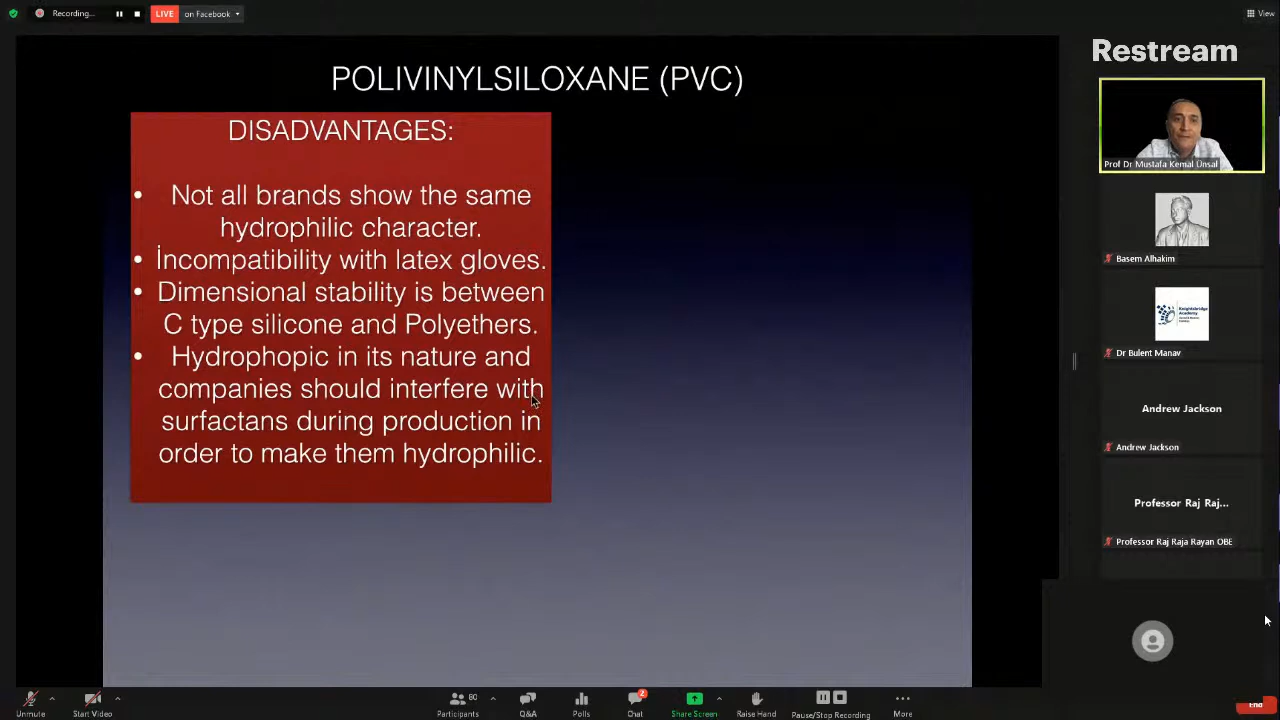 Recording...
LIVE on Facebook
View
Restream
POLIVINYLSILOXANE (PVC)
DISADVANTAGES:
• Not all brands show the same
hydrophilic character.
• İncompatibility with latex gloves.
• Dimensional stability is between
C type silicone and Polyethers.
• Hydrophopic in its nature and
companies should interfere with
surfactans during production in
order to make them hydrophilic.
Prof Dr Mustafa Kemal Ünsal
Basem Alhakim
Knightsbridge
Academy
Dr Bulent Manav
Andrew Jackson
Andrew Jackson
Professor Raj Raj...
Professor Raj Raja Rayan OBE
Unmute
Start Video
80
Participants
Q&A
Polls
2
Chat
Share Screen
Raise Hand
Pause/Stop Recording
More
End